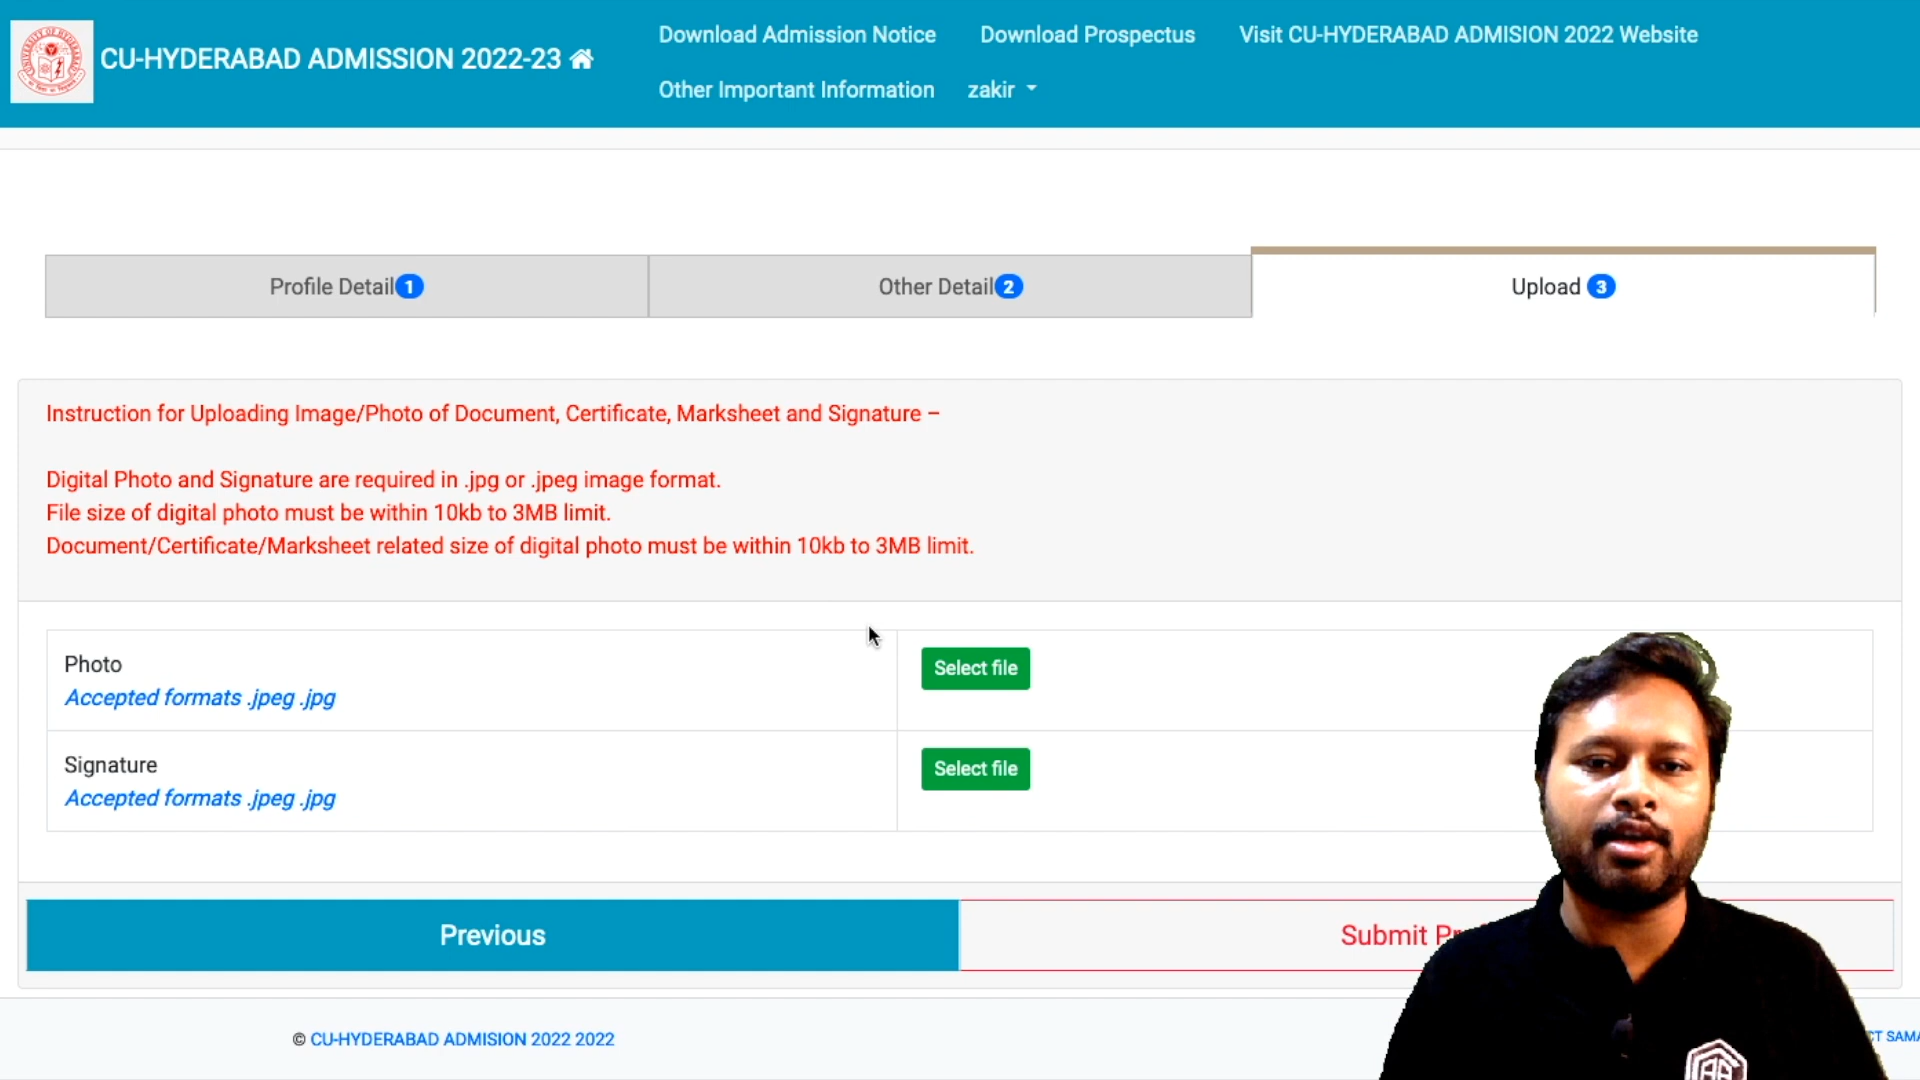 CU-HYDERABAD ADMISSION 2022-23
Download Admission Notice
Download Prospectus
Visit CU-HYDERABAD ADMISION 2022 Website
Other Important Information
zakir
Profile Detail 1
Other Detail 2
Upload 3
Instruction for Uploading Image/Photo of Document, Certificate, Marksheet and Signature –
Digital Photo and Signature are required in .jpg or .jpeg image format.
File size of digital photo must be within 10kb to 3MB limit.
Document/Certificate/Marksheet related size of digital photo must be within 10kb to 3MB limit.
Photo
Accepted formats .jpeg .jpg
Select file
Signature
Accepted formats .jpeg .jpg
Select file
Previous
Submit
© CU-HYDERABAD ADMISION 2022 2022